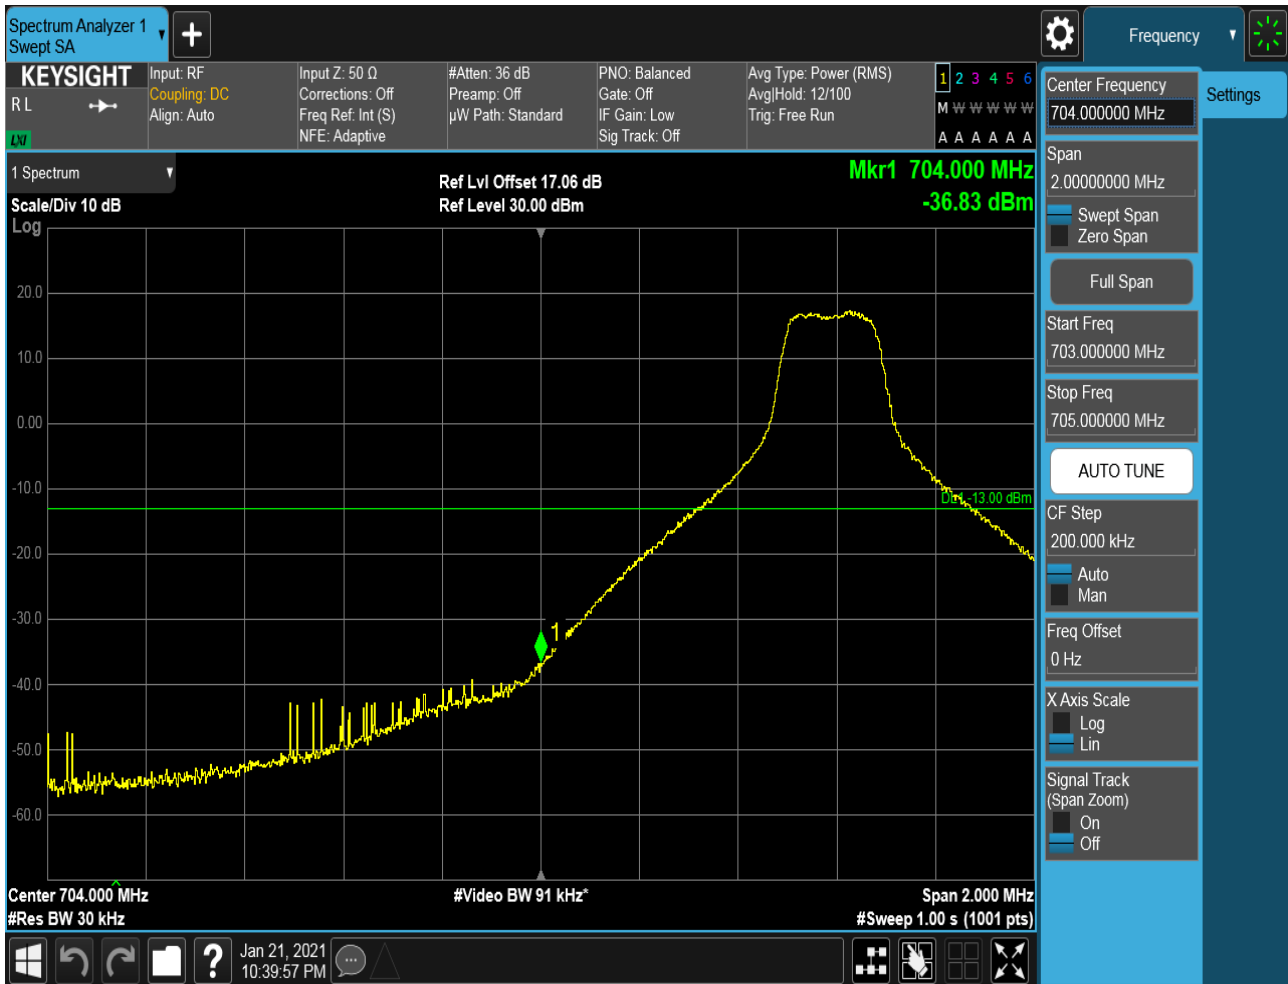 Spectrum Analyzer 1
Swept SA
+
Frequency
KEYSIGHT
R L
LXI
Input: RF
Coupling: DC
Align: Auto
Input Z: 50 Ω
Corrections: Off
Freq Ref: Int (S)
NFE: Adaptive
#Atten: 36 dB
Preamp: Off
µW Path: Standard
PNO: Balanced
Gate: Off
IF Gain: Low
Sig Track: Off
Avg Type: Power (RMS)
Avg|Hold: 12/100
Trig: Free Run
1 2 3 4 5 6
M W W W W W
A A A A A A
1 Spectrum
Scale/Div 10 dB
Log
Ref Lvl Offset 17.06 dB
Ref Level 30.00 dBm
Mkr1 704.000 MHz
-36.83 dBm
20.0
10.0
0.00
-10.0
-20.0
-30.0
-40.0
-50.0
-60.0
DL1 -13.00 dBm
1
Center 704.000 MHz
#Res BW 30 kHz
#Video BW 91 kHz*
Span 2.000 MHz
#Sweep 1.00 s (1001 pts)
Center Frequency
704.000000 MHz
Span
2.00000000 MHz
Swept Span
Zero Span
Full Span
Start Freq
703.000000 MHz
Stop Freq
705.000000 MHz
AUTO TUNE
CF Step
200.000 kHz
Auto
Man
Freq Offset
0 Hz
X Axis Scale
Log
Lin
Signal Track
(Span Zoom)
On
Off
Settings
?
Jan 21, 2021
10:39:57 PM